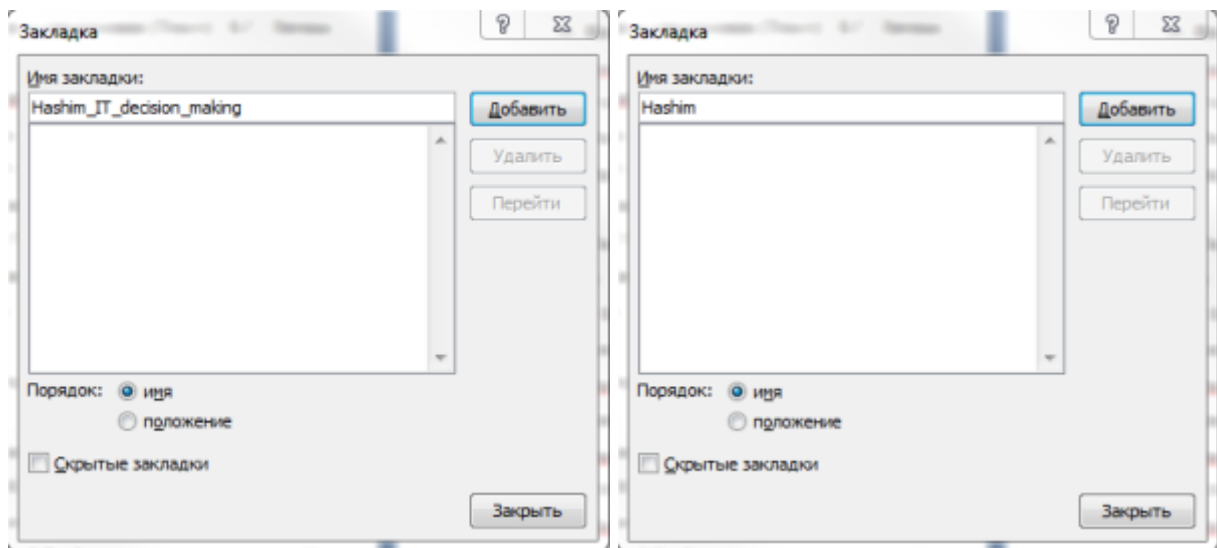 Закладка
Имя закладки:
Hashim_IT_decision_making
Добавить
Удалить
Перейти
Порядок:
имя
положение
Скрытые закладки
Закрыть
Закладка
Имя закладки:
Hashim
Добавить
Удалить
Перейти
Порядок:
имя
положение
Скрытые закладки
Закрыть